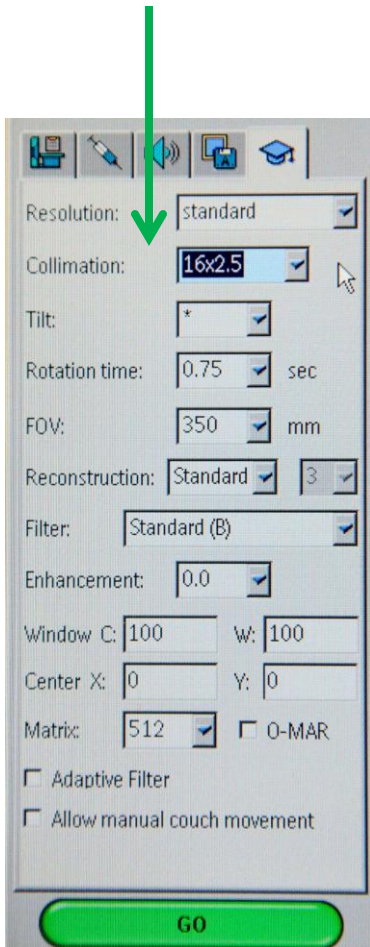 Resolution: standard
Collimation: 16x2.5
Tilt: *
Rotation time: 0.75 sec
FOV: 350 mm
Reconstruction: Standard 3
Filter: Standard (B)
Enhancement: 0.0
Window C: 100 W: 100
Center X: 0 Y: 0
Matrix: 512 O-MAR
Adaptive Filter
Allow manual couch movement
GO